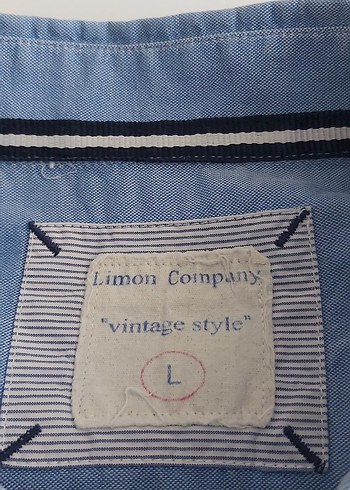 Limon Company
"vintage style"
L